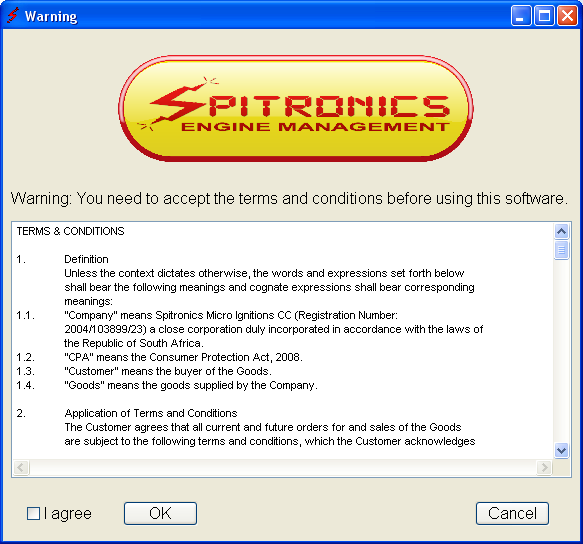 Warning
SPITRONICS
ENGINE MANAGEMENT
Warning: You need to accept the terms and conditions before using this software.
TERMS & CONDITIONS
1. Definition
Unless the context dictates otherwise, the words and expressions set forth below
shall bear the following meanings and cognate expressions shall bear corresponding
meanings:
1.1. "Company" means Spitronics Micro Ignitions CC (Registration Number:
2004/103899/23) a close corporation duly incorporated in accordance with the laws of
the Republic of South Africa.
1.2. "CPA" means the Consumer Protection Act, 2008.
1.3. "Customer" means the buyer of the Goods.
1.4. "Goods" means the goods supplied by the Company.
2. Application of Terms and Conditions
The Customer agrees that all current and future orders for and sales of the Goods
are subject to the following terms and conditions, which the Customer acknowledges
I agree OK Cancel